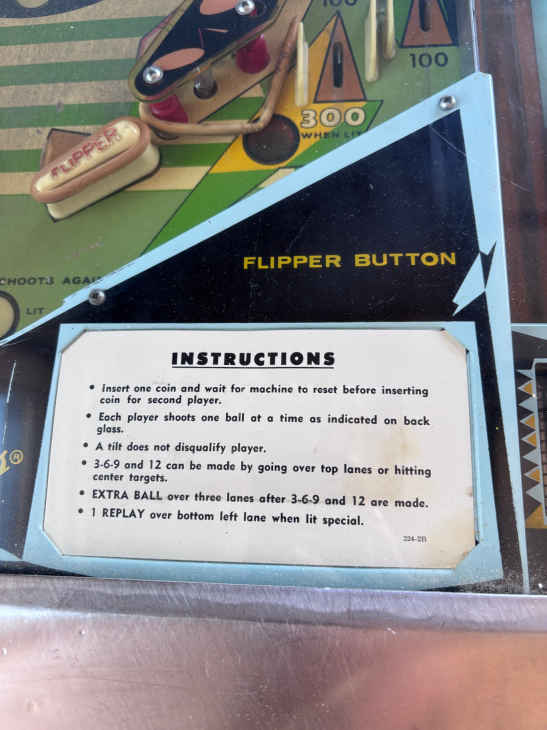 100
100
300
WHEN LIT
FLIPPER
FLIPPER BUTTON
SHOOTS AGAI
LIT
INSTRUCTIONS
• Insert one coin and wait for machine to reset before inserting
coin for second player.
• Each player shoots one ball at a time as indicated on back
glass.
• A tilt does not disqualify player.
• 3-6-9 and 12 can be made by going over top lanes or hitting
center targets.
• EXTRA BALL over three lanes after 3-6-9 and 12 are made.
• 1 REPLAY over bottom left lane when lit special.